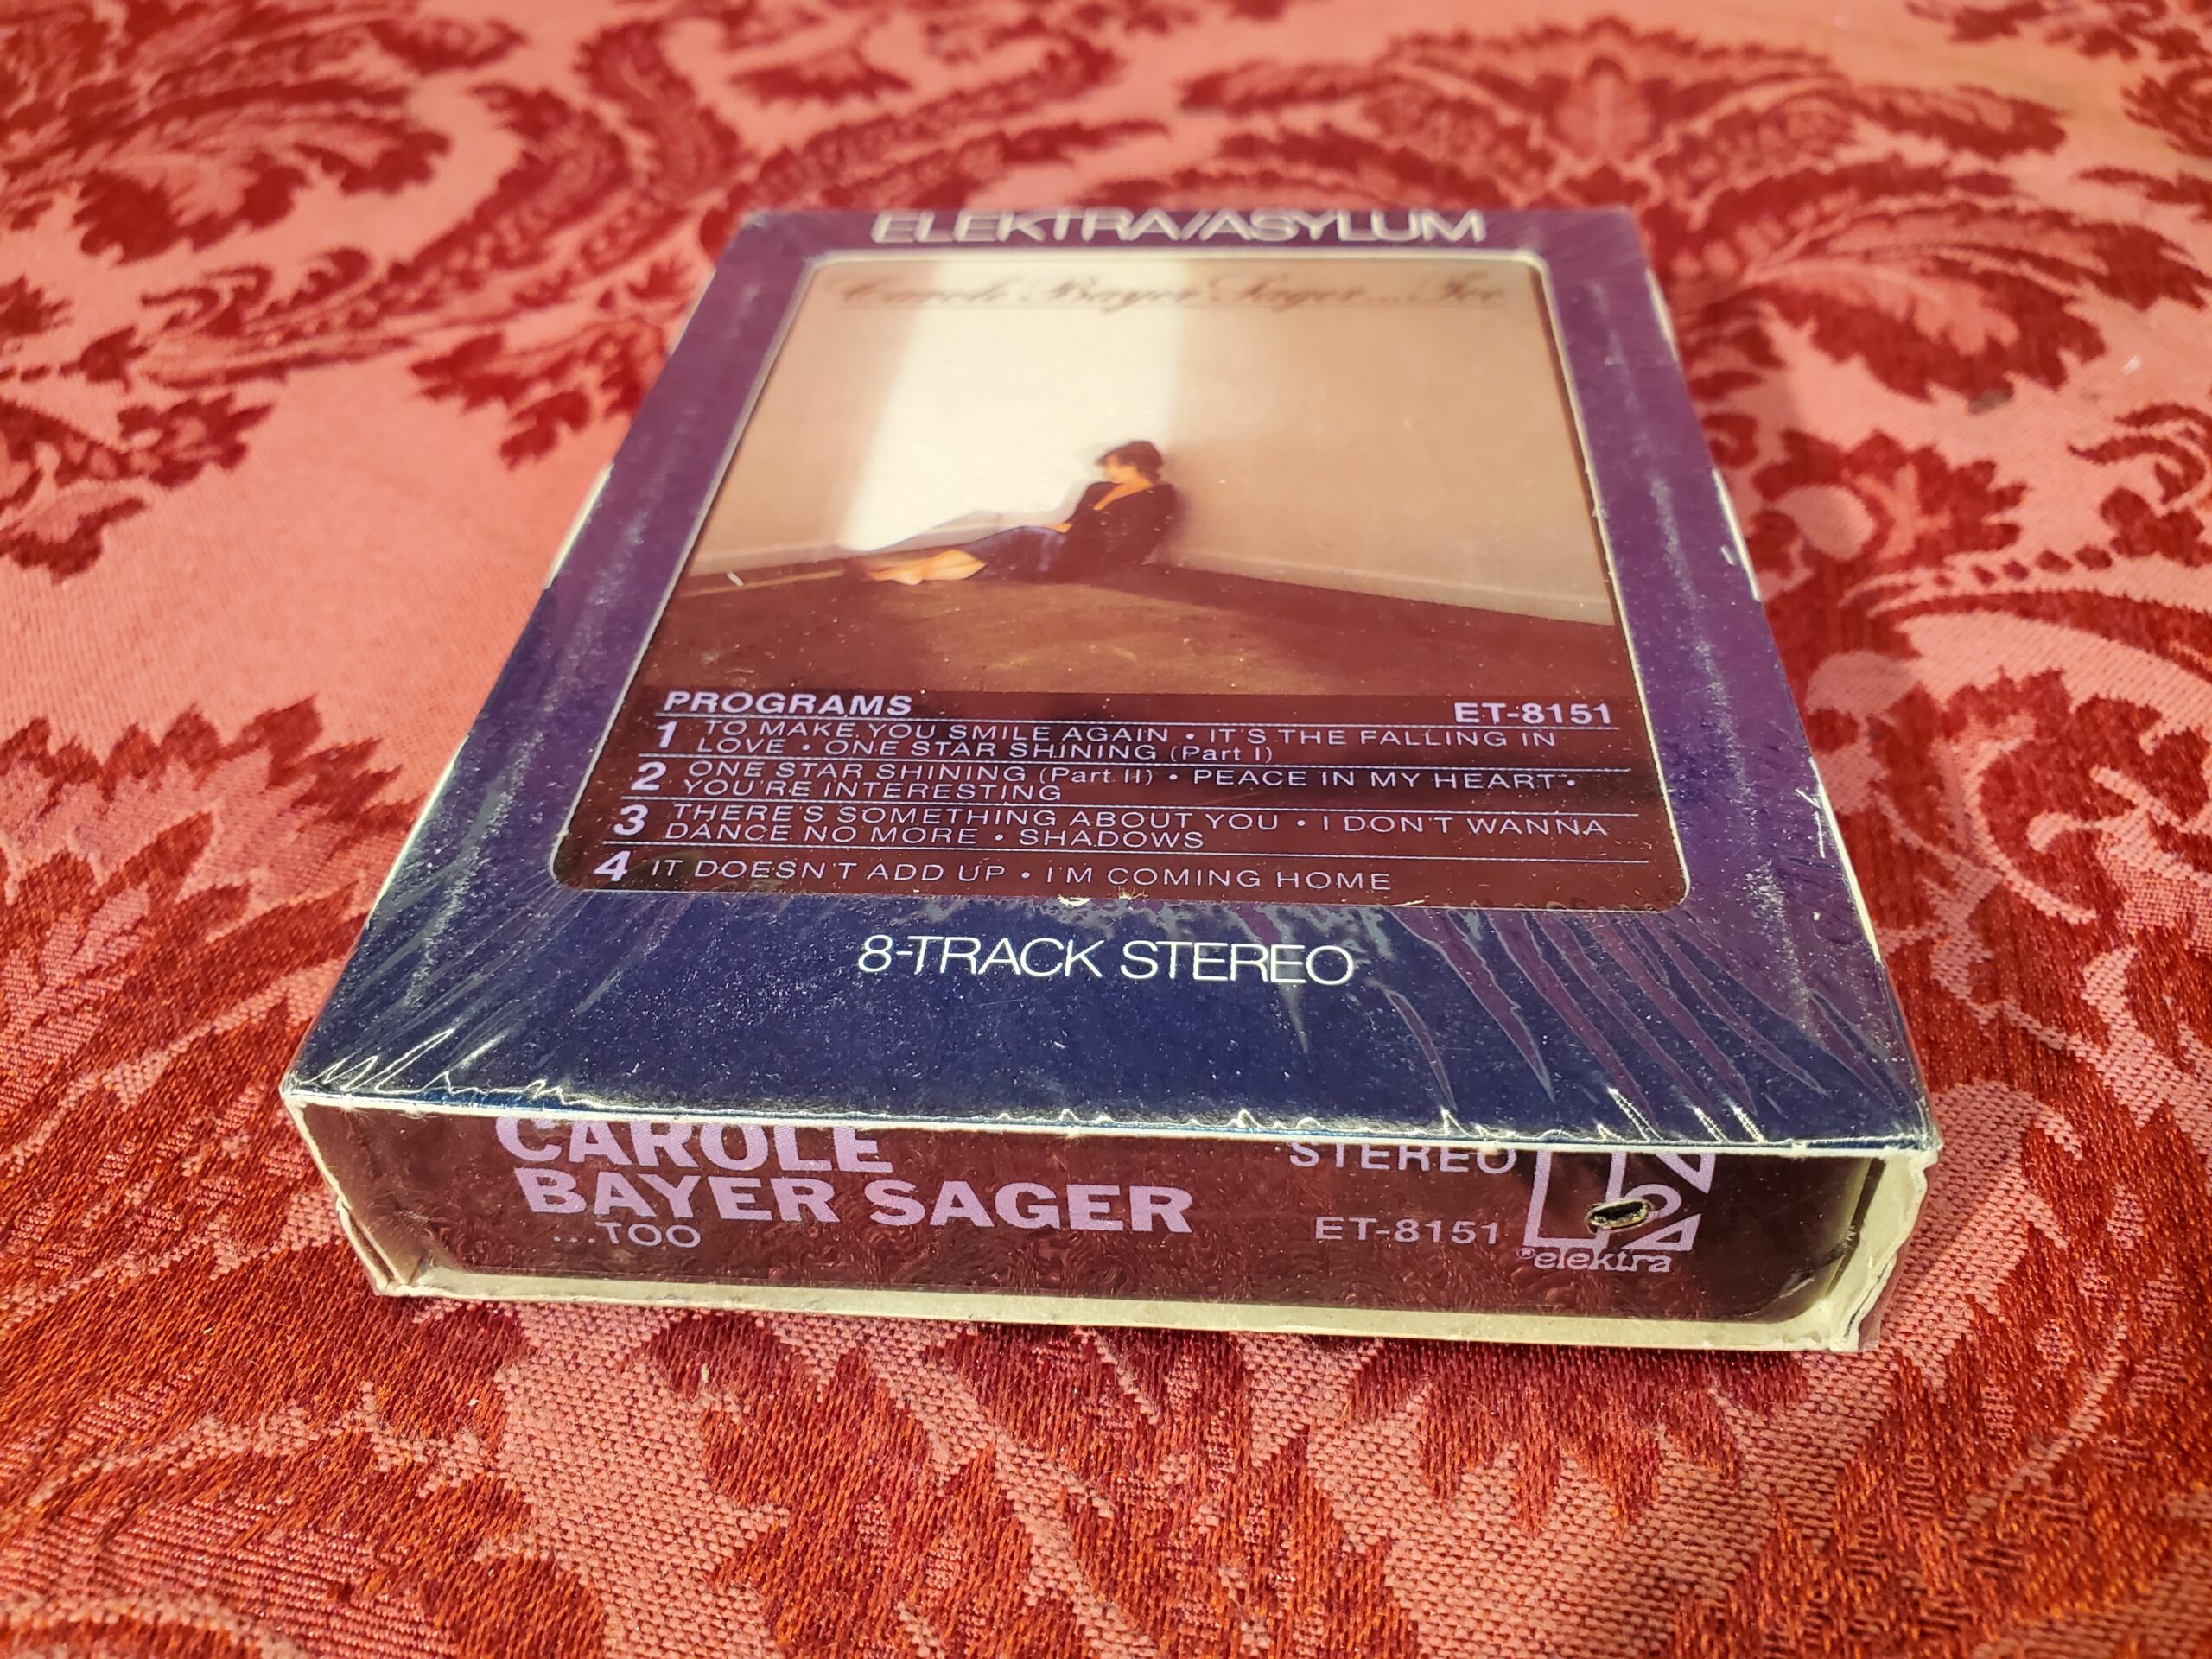 ELEKTRA/ASYLUM
Carole Bayer Sager...Too
PROGRAMS ET-8151
1 TO MAKE YOU SMILE AGAIN • IT'S THE FALLING IN
LOVE • ONE STAR SHINING (Part I)
2 ONE STAR SHINING (Part II) • PEACE IN MY HEART •
YOU'RE INTERESTING
3 THERE'S SOMETHING ABOUT YOU • I DON'T WANNA
DANCE NO MORE • SHADOWS
4 IT DOESN'T ADD UP • I'M COMING HOME
8-TRACK STEREO
CAROLE
BAYER SAGER
...TOO
STEREO
ET-8151
®elektra